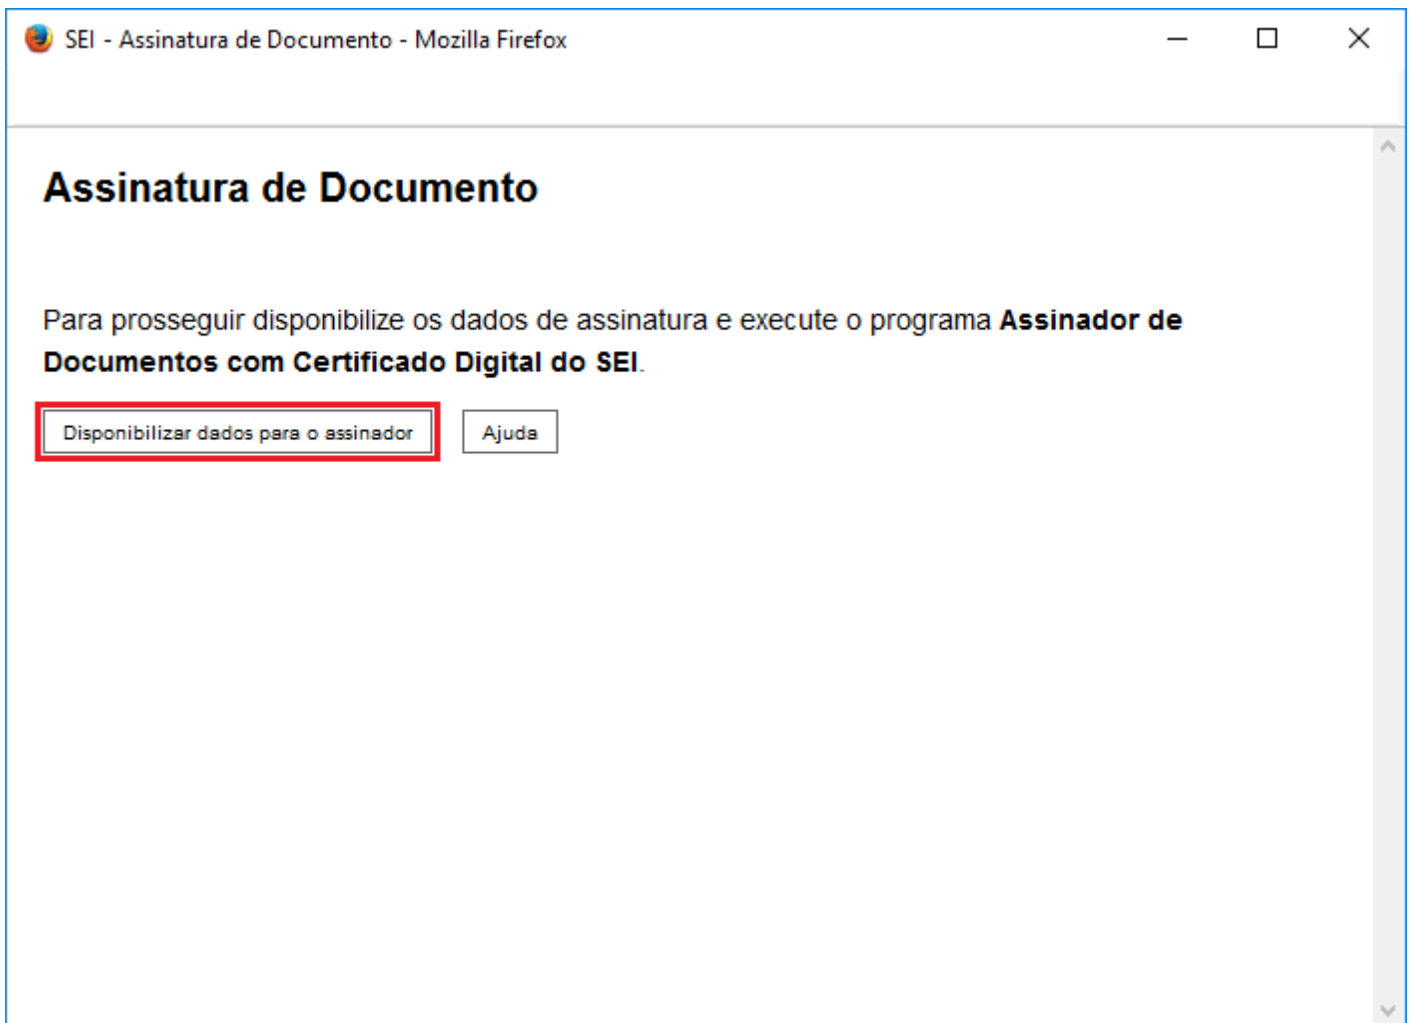 SEI - Assinatura de Documento - Mozilla Firefox
Assinatura de Documento
Para prosseguir disponibilize os dados de assinatura e execute o programa Assinador de
Documentos com Certificado Digital do SEI.
Disponibilizar dados para o assinador Ajuda